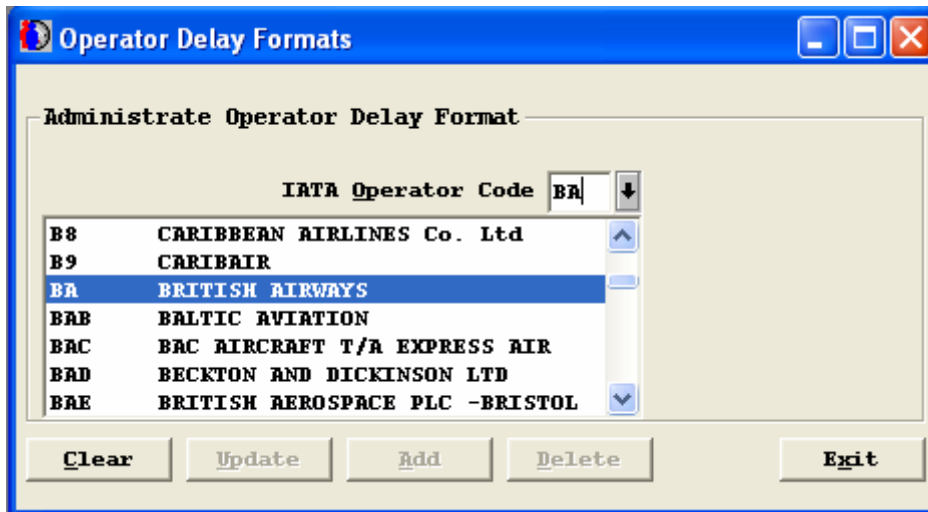 Operator Delay Formats
Administrate Operator Delay Format
IATA Operator Code BA
B8 CARIBBEAN AIRLINES Co. Ltd
B9 CARIBAIR
BA BRITISH AIRWAYS
BAB BALTIC AVIATION
BAC BAC AIRCRAFT T/A EXPRESS AIR
BAD BECKTON AND DICKINSON LTD
BAE BRITISH AEROSPACE PLC -BRISTOL
Clear Update Add Delete Exit